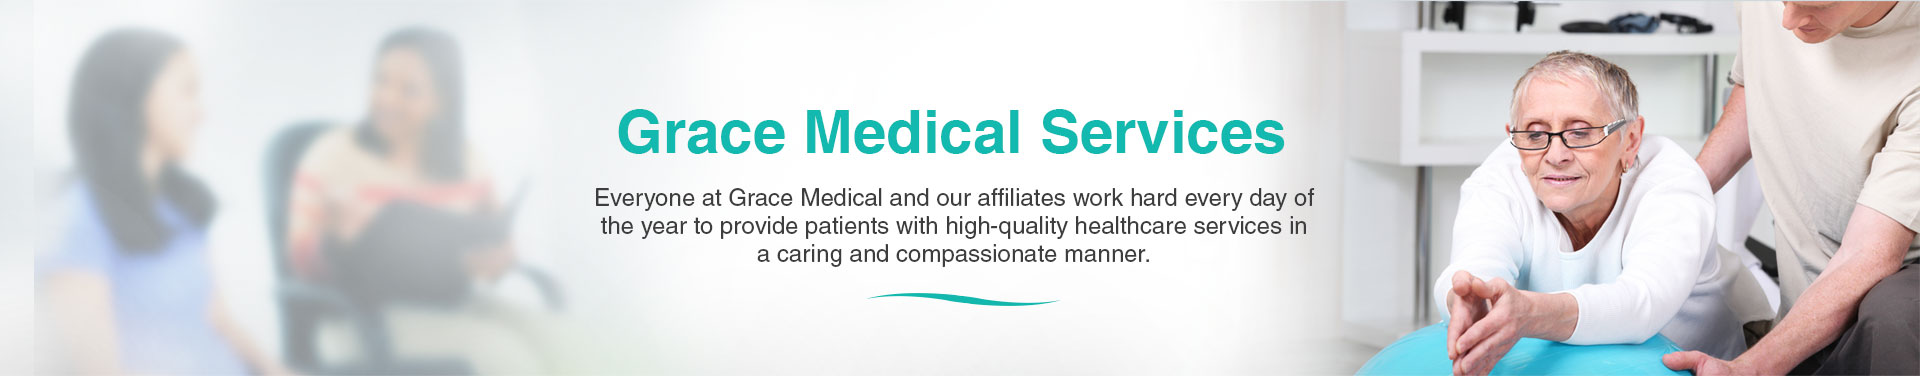 Grace Medical Services
Everyone at Grace Medical and our affiliates work hard every day of
the year to provide patients with high-quality healthcare services in
a caring and compassionate manner.